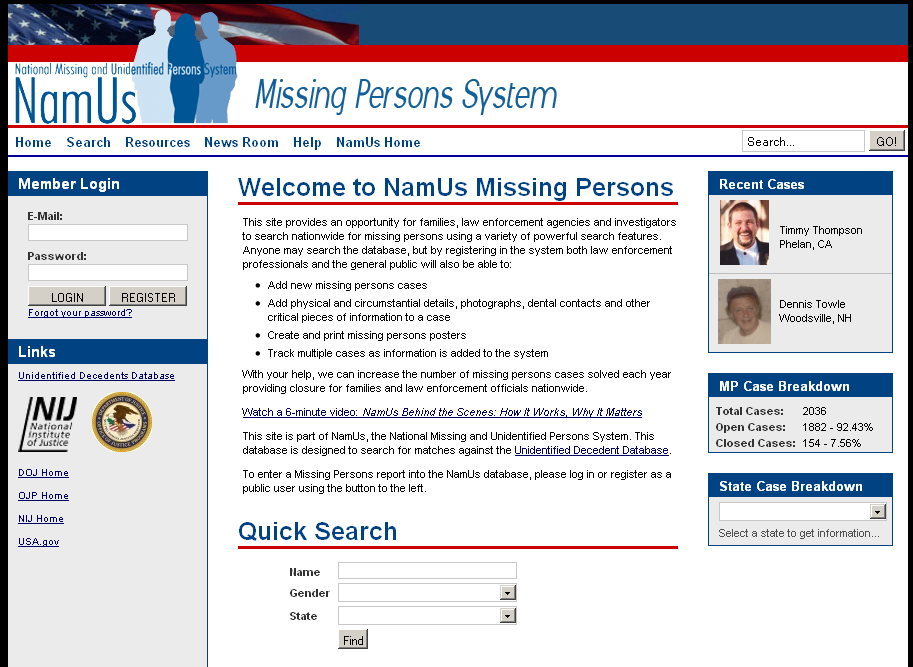 National Missing and Unidentified Persons System
NamUs
Missing Persons System
Home Search Resources News Room Help NamUs Home
Search... GO!
Member Login
E-Mail:
Password:
LOGIN REGISTER
Forgot your password?
Links
Unidentified Decedents Database
NIJ
National
Institute
of Justice
DOJ Home
OJP Home
NIJ Home
USA.gov
Welcome to NamUs Missing Persons
This site provides an opportunity for families, law enforcement agencies and investigators
to search nationwide for missing persons using a variety of powerful search features.
Anyone may search the database, but by registering in the system both law enforcement
professionals and the general public will also be able to:
• Add new missing persons cases
• Add physical and circumstantial details, photographs, dental contacts and other
critical pieces of information to a case
• Create and print missing persons posters
• Track multiple cases as information is added to the system
With your help, we can increase the number of missing persons cases solved each year
providing closure for families and law enforcement officials nationwide.
Watch a 6-minute video: NamUs Behind the Scenes: How It Works, Why It Matters
This site is part of NamUs, the National Missing and Unidentified Persons System. This
database is designed to search for matches against the Unidentified Decedent Database.
To enter a Missing Persons report into the NamUs database, please log in or register as a
public user using the button to the left.
Quick Search
Name
Gender
State
Find
Recent Cases
Timmy Thompson
Phelan, CA
Dennis Towle
Woodsville, NH
MP Case Breakdown
Total Cases: 2036
Open Cases: 1882 - 92.43%
Closed Cases: 154 - 7.56%
State Case Breakdown
Select a state to get information...